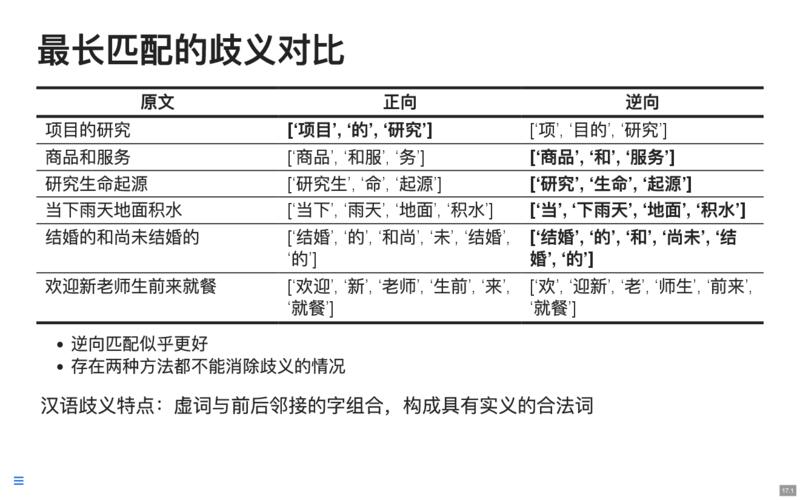 最长匹配的歧义对比
原文 正向 逆向
项目的研究 [‘项目’, ‘的’, ‘研究’] [‘项’, ‘目的’, ‘研究’]
商品和服务 [‘商品’, ‘和服’, ‘务’] [‘商品’, ‘和’, ‘服务’]
研究生命起源 [‘研究生’, ‘命’, ‘起源’] [‘研究’, ‘生命’, ‘起源’]
当下雨天地面积水 [‘当下’, ‘雨天’, ‘地面’, ‘积水’] [‘当’, ‘下雨天’, ‘地面’, ‘积水’]
结婚的和尚未结婚的 [‘结婚’, ‘的’, ‘和尚’, ‘未’, ‘结婚’, [‘结婚’, ‘的’, ‘和’, ‘尚未’, ‘结
‘的’] 婚’, ‘的’]
欢迎新老师生前来就餐 [‘欢迎’, ‘新’, ‘老师’, ‘生前’, ‘来’, [‘欢’, ‘迎新’, ‘老’, ‘师生’, ‘前来’,
‘就餐’] ‘就餐’]
• 逆向匹配似乎更好
• 存在两种方法都不能消除歧义的情况
汉语歧义特点：虚词与前后邻接的字组合，构成具有实义的合法词
17.1